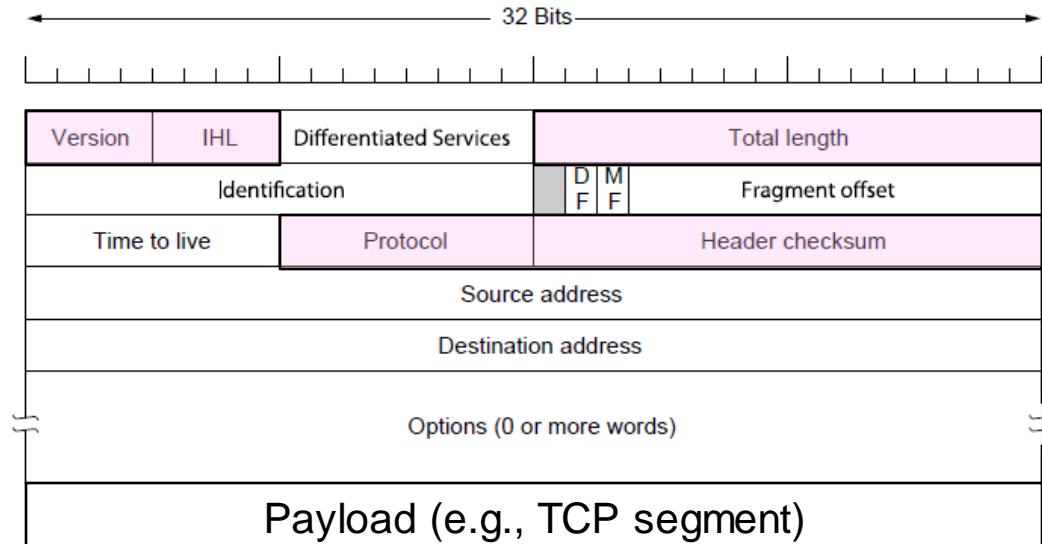 32 Bits
Version IHL Differentiated Services Total length
Identification D F M F Fragment offset
Time to live Protocol Header checksum
Source address
Destination address
Options (0 or more words)
Payload (e.g., TCP segment)